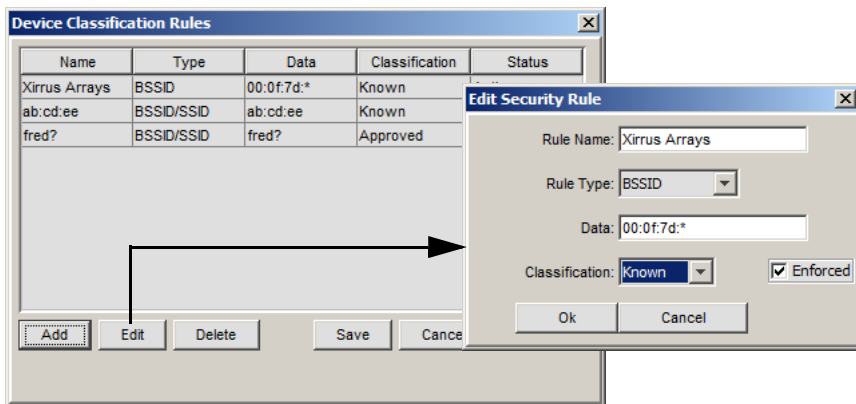 Device Classification Rules
Name Type Data Classification Status
Xirrus Arrays BSSID 00:0f:7d:* Known
ab:cd:ee BSSID/SSID ab:cd:ee Known
fred? BSSID/SSID fred? Approved
Add Edit Delete Save Cance
Edit Security Rule
Rule Name: Xirrus Arrays
Rule Type: BSSID
Data: 00:0f:7d:*
Classification: Known Enforced
Ok Cancel